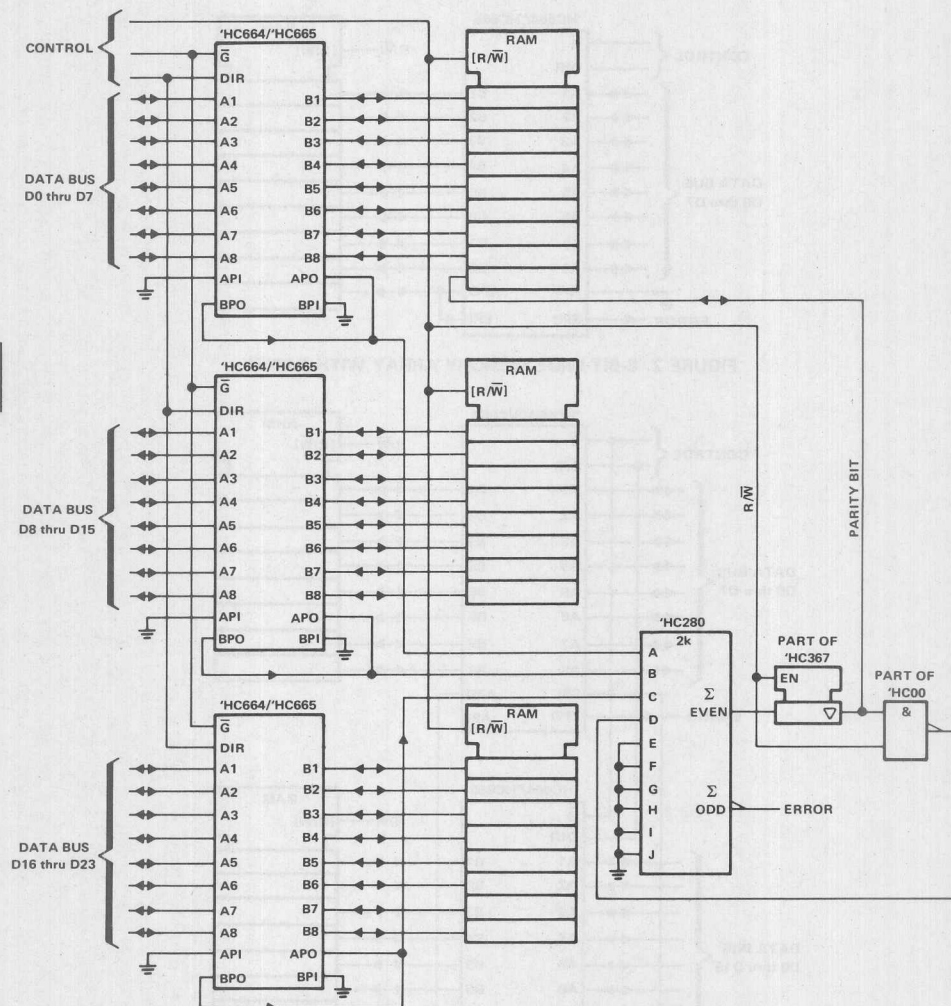 CONTROL
'HC664/'HC665
G̅
DIR
A1
A2
A3
A4
A5
A6
A7
A8
API
BPO
B1
B2
B3
B4
B5
B6
B7
B8
APO
BPI
DATA BUS
D0 thru D7
RAM
[R/W̅]
'HC664/'HC665
G̅
DIR
A1
A2
A3
A4
A5
A6
A7
A8
API
BPO
B1
B2
B3
B4
B5
B6
B7
B8
APO
BPI
DATA BUS
D8 thru D15
RAM
[R/W̅]
R/W̅
PARITY BIT
'HC280
2k
A
B
C
D
E
F
G
H
I
J
Σ
EVEN
Σ
ODD
ERROR
PART OF
'HC367
EN
▽
PART OF
'HC00
&
'HC664/'HC665
G̅
DIR
A1
A2
A3
A4
A5
A6
A7
A8
API
BPO
B1
B2
B3
B4
B5
B6
B7
B8
APO
BPI
DATA BUS
D16 thru D23
RAM
[R/W̅]